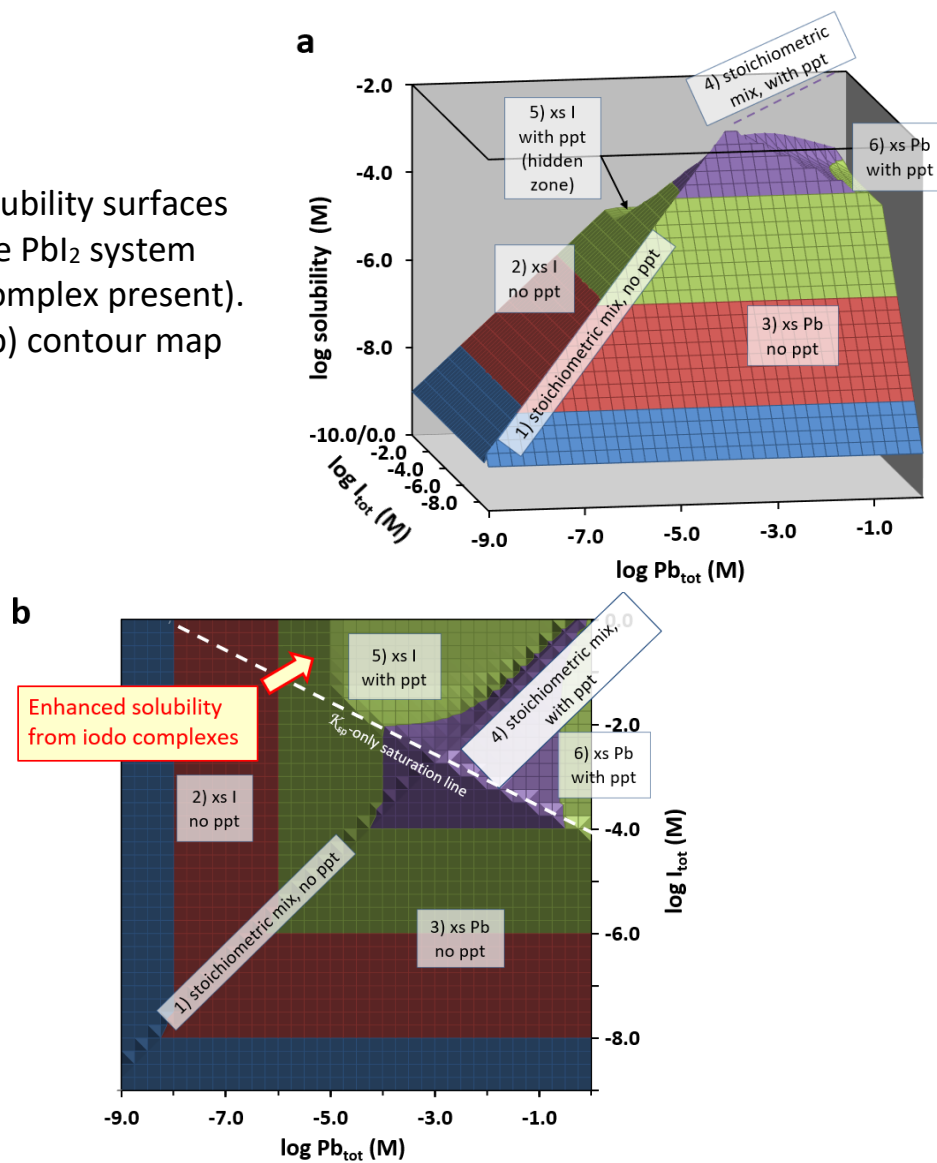 olubility surfaces
e PbI₂ system
omplex present).
b) contour map
a
4) stoichiometric
mix, with ppt
5) xs I
with ppt
(hidden
zone)
6) xs Pb
with ppt
2) xs I
no ppt
1) stoichiometric mix, no ppt
3) xs Pb
no ppt
log solubility (M)
-2.0
-4.0
-6.0
-8.0
-10.0/0.0
-2.0
-4.0
-6.0
-8.0
log I_tot (M)
-9.0
-7.0
-5.0
-3.0
-1.0
log Pb_tot (M)
b
5) xs I
with ppt
4) stoichiometric mix,
with ppt
Enhanced solubility
from iodo complexes
𝒦sp-only saturation line
6) xs Pb
with ppt
2) xs I
no ppt
1) stoichiometric mix, no ppt
3) xs Pb
no ppt
0.0
-2.0
-4.0
-6.0
-8.0
log I_tot (M)
-9.0
-7.0
-5.0
-3.0
-1.0
log Pb_tot (M)